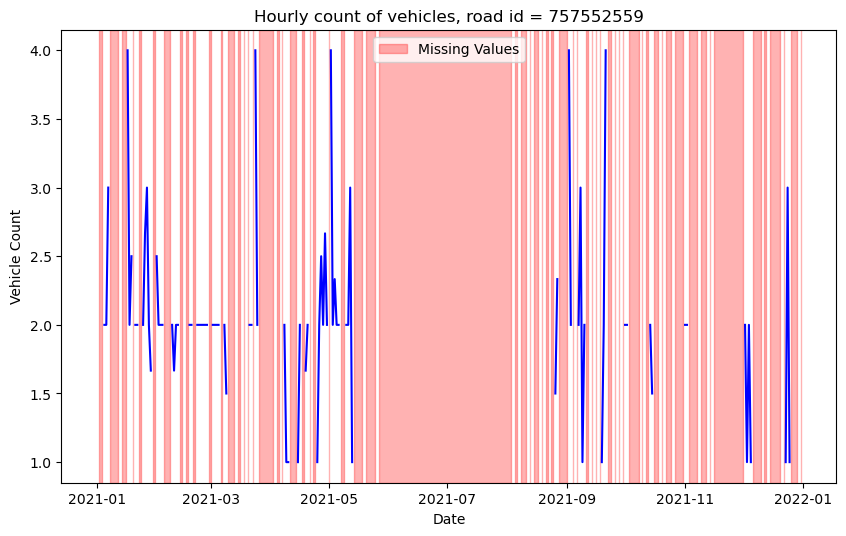 Hourly count of vehicles, road id = 757552559
Missing Values
4.0
3.5
3.0
2.5
2.0
1.5
1.0
Vehicle Count
2021-01 2021-03 2021-05 2021-07 2021-09 2021-11 2022-01
Date